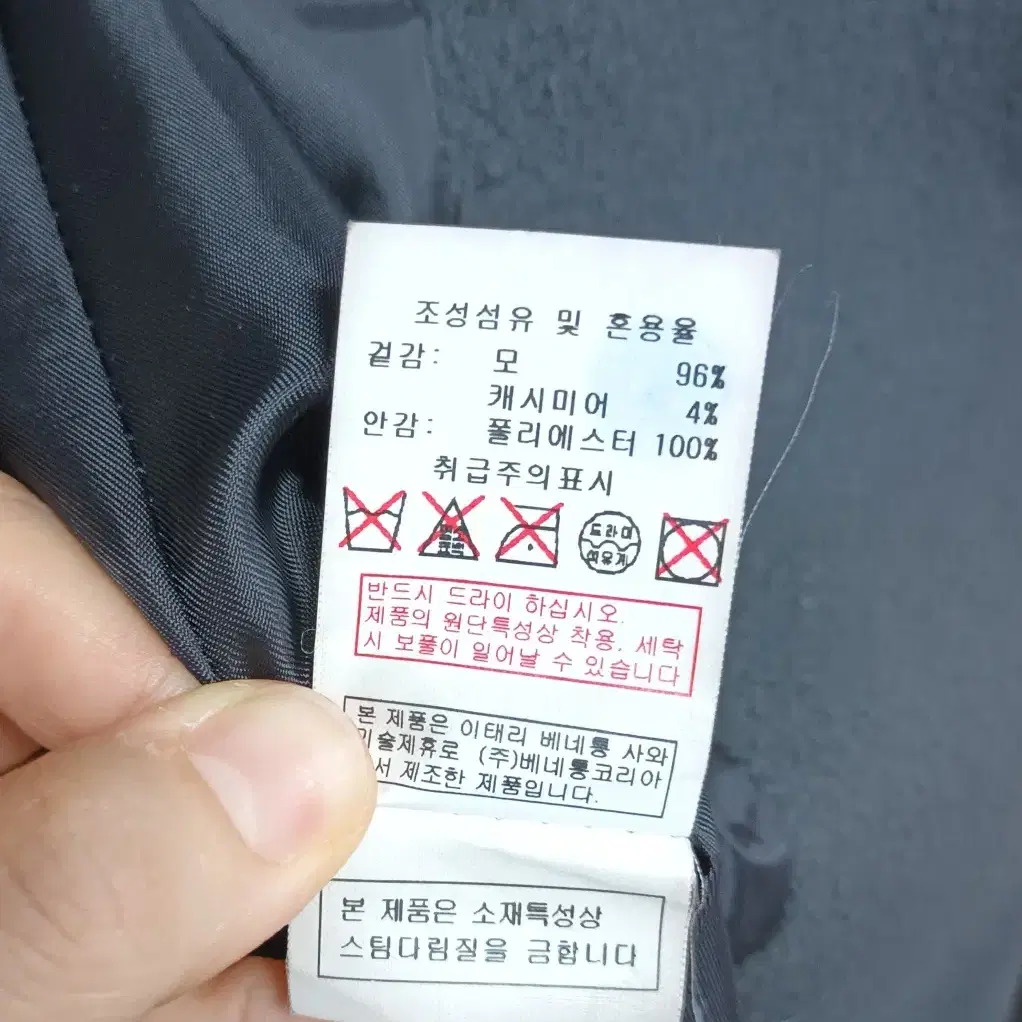 조성섬유 및 혼용율
겉감: 모 96%
캐시미어 4%
안감: 폴리에스터 100%
취급주의표시
염소
표백
드라이
석유계
반드시 드라이 하십시오.
제품의 원단특성상 착용, 세탁
시 보풀이 일어날 수 있습니다
본 제품은 이태리 베네통 사와
기술제휴로 (주)베네통코리아
서 제조한 제품입니다.
본 제품은 소재특성상
스팀다림질을 금합니다